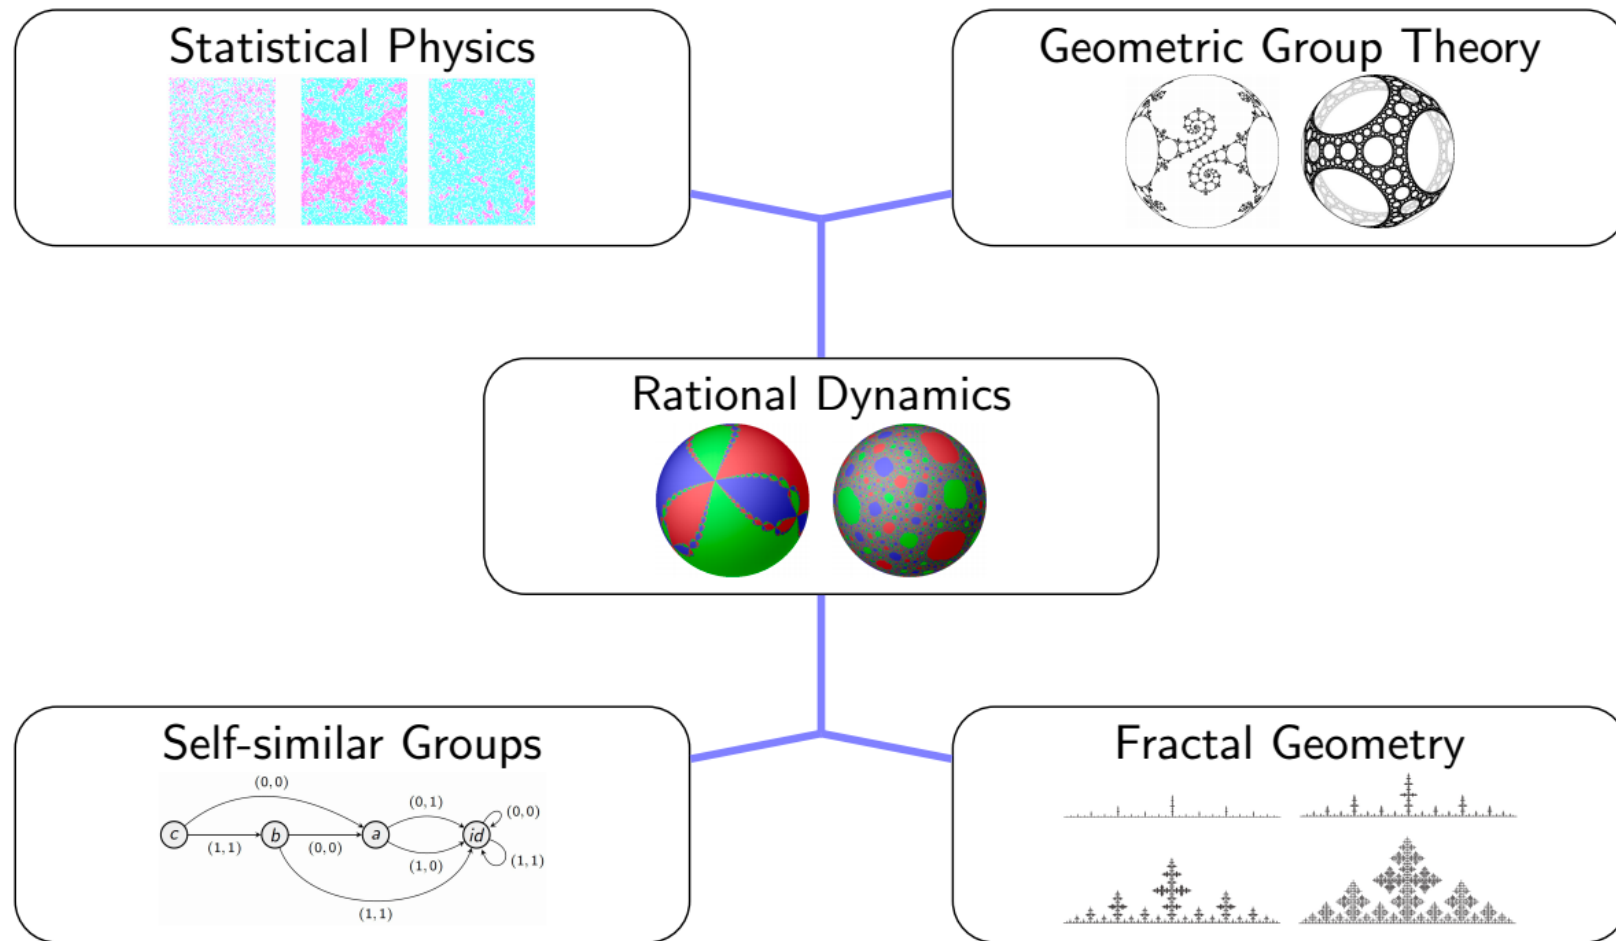 Statistical Physics
Geometric Group Theory
Rational Dynamics
Self-similar Groups
(0, 0)
(0, 1)
(0, 0)
c
b
a
id
(1, 1)
(0, 0)
(1, 0)
(1, 1)
(1, 1)
Fractal Geometry